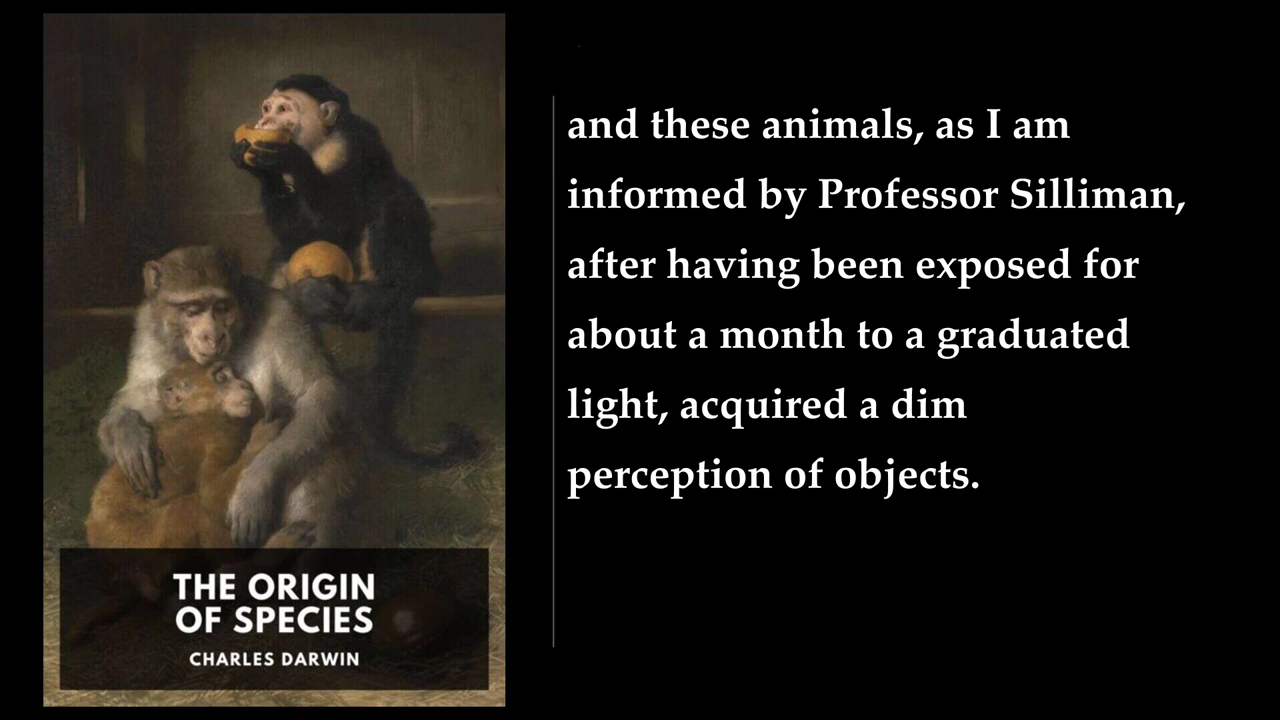 THE ORIGIN
OF SPECIES
CHARLES DARWIN
and these animals, as I am
informed by Professor Silliman,
after having been exposed for
about a month to a graduated
light, acquired a dim
perception of objects.